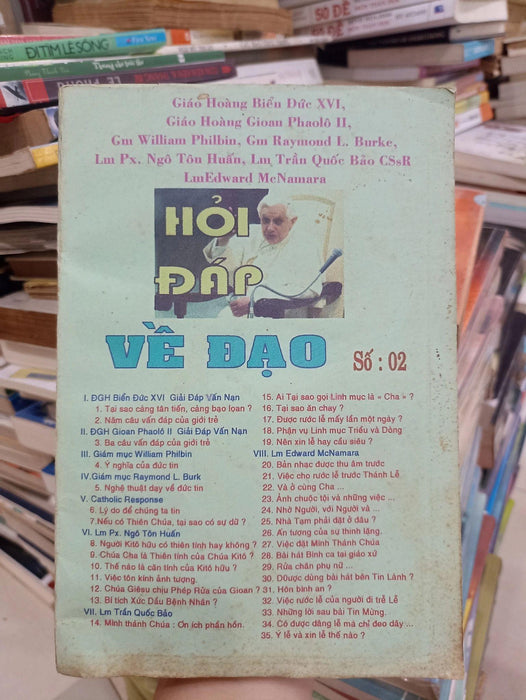 SỐ ĐỀ
ĐI TÌM LẼ SỐNG
Giáo Hoàng Biển Đức XVI,
Giáo Hoàng Gioan Phaolô II,
Gm William Philbin, Gm Raymond L. Burke,
Lm Px. Ngô Tôn Huấn, Lm Trần Quốc Bảo CSsR
LmEdward McNamara
HỎI
ĐÁP
VỀ ĐẠO
Số : 02
I. ĐGH Biển Đức XVI Giải Đáp Vấn Nạn
1. Tại sao càng tân tiến, càng bạo loạn ?
2. Năm câu vấn đáp của giới trẻ
II. ĐGH Gioan Phaolô II Giải Đáp Vấn Nạn
3. Ba câu vấn đáp của giới trẻ
III. Giám mục William Philbin
4. Ý nghĩa của đức tin
IV.Giám mục Raymond L. Burk
5. Nghệ thuật dạy về đức tin
V. Catholic Response
6. Lý do để chúng ta tin
7.Nếu có Thiên Chúa, tại sao có sự dữ ?
VI. Lm Px. Ngô Tôn Huấn
8. Người Kitô hữu có thiên tính hay không ?
9. Chúa Cha là Thiên tính của Chúa Kitô ?
10. Thế nào là căn tính của Kitô hữu ?
11. Việc tôn kính ảnh tượng.
12. Chúa Giêsu chịu Phép Rửa của Gioan ?
13. Bí tích Xức Dầu Bệnh Nhân ?
VII. Lm Trần Quốc Bảo
14. Minh thánh Chúa : Ơn ích phần hồn.
15. Ai Tại sao gọi Linh mục là « Cha » ?
16. Tại sao ăn chay ?
17. Được rước lễ mấy lần một ngày ?
18. Phận vụ Linh mục Triều và Dòng
19. Nên xin lễ hay cầu siêu ?
VIII. Lm Edward McNamara
20. Bản nhạc được thu âm trước
21. Việc cho rước lễ trước Thánh Lễ
22. Và ở cùng Cha ...
23. Ảnh chuộc tội và những việc ...
24. Nhờ Người, với Người và ...
25. Nhà Tạm phải đặt ở đâu ?
26. Ấn tượng của sự thinh lặng.
27. Việc đặt Mình Thánh Chúa
28. Bài hát Binh ca tại giáo xứ
29. Rửa chân phụ nữ ...
30. Dũợc dùng bài hát bên Tin Lành ?
31. Hôn bình an ?
32. Việc rước lễ của người đi trễ Lễ
33. Những lời sau bài Tin Mừng.
34. Có được dâng lễ mà chỉ đeo dây ...
35. Ý lễ và xin lễ thế nào ?